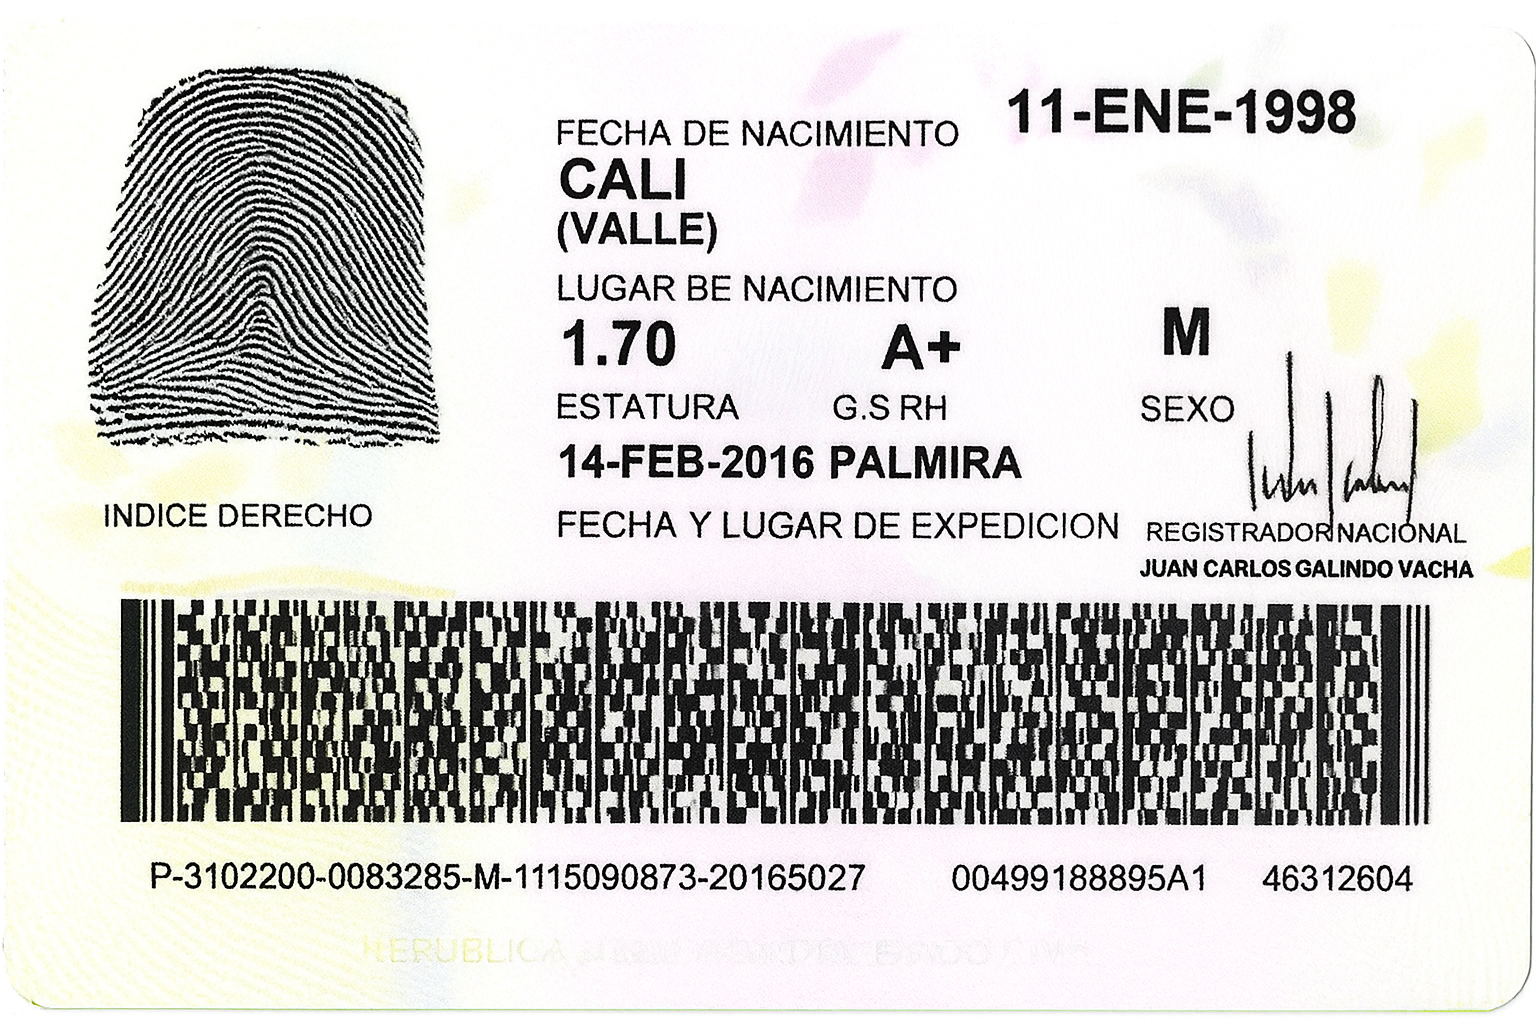 11-ENE-1998
FECHA DE NACIMIENTO
CALI
(VALLE)
LUGAR BE NACIMIENTO
1.70 A+ M
ESTATURA G.S RH SEXO
14-FEB-2016 PALMIRA
FECHA Y LUGAR DE EXPEDICION
INDICE DERECHO
REGISTRADOR NACIONAL
JUAN CARLOS GALINDO VACHA
P-3102200-0083285-M-1115090873-20165027 00499188895A1 46312604